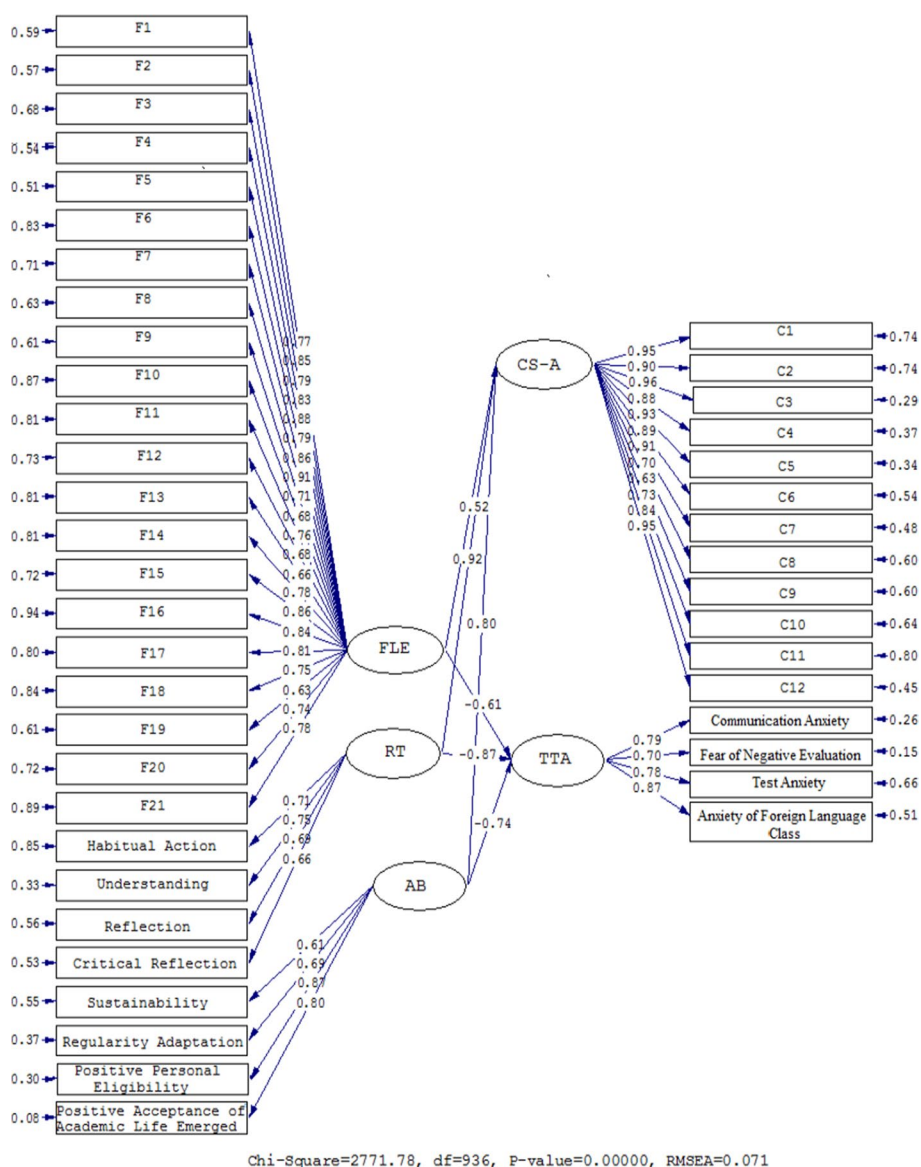 0.59 F1
0.57 F2
0.68 F3
0.54 F4
0.51 F5
0.83 F6
0.71 F7
0.63 F8
0.61 F9
0.87 F10
0.81 F11
0.73 F12
0.81 F13
0.81 F14
0.72 F15
0.94 F16
0.80 F17
0.84 F18
0.61 F19
0.72 F20
0.89 F21
0.85 Habitual Action
0.33 Understanding
0.56 Reflection
0.53 Critical Reflection
0.55 Sustainability
0.37 Regularity Adaptation
0.30 Positive Personal
Eligibility
0.08 Positive Acceptance of
Academic Life Emerged
0.77
0.85
0.79
0.83
0.88
0.79
0.86
0.91
0.71
0.68
0.76
0.68
0.66
0.78
0.86
0.84
0.81
0.75
0.63
0.74
0.78
FLE
0.71
0.75
0.69
0.66
RT
0.61
0.69
0.87
0.80
AB
0.52
0.92
0.80
-0.61
-0.87
-0.74
CS-A
TTA
0.95
0.90
0.96
0.88
0.93
0.89
0.91
0.70
0.63
0.73
0.84
0.95
0.79
0.70
0.78
0.87
C1 0.74
C2 0.74
C3 0.29
C4 0.37
C5 0.34
C6 0.54
C7 0.48
C8 0.60
C9 0.60
C10 0.64
C11 0.80
C12 0.45
Communication Anxiety 0.26
Fear of Negative Evaluation 0.15
Test Anxiety 0.66
Anxiety of Foreign Language 0.51
Class
Chi-Square=2771.78, df=936, P-value=0.00000, RMSEA=0.071